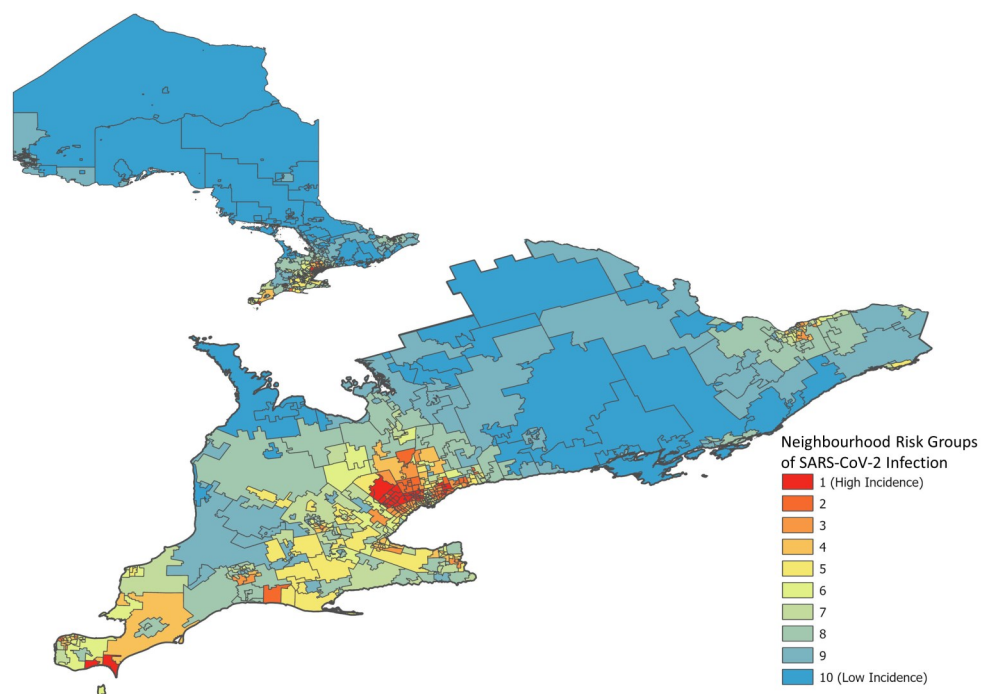 Neighbourhood Risk Groups
of SARS-CoV-2 Infection
1 (High Incidence)
2
3
4
5
6
7
8
9
10 (Low Incidence)